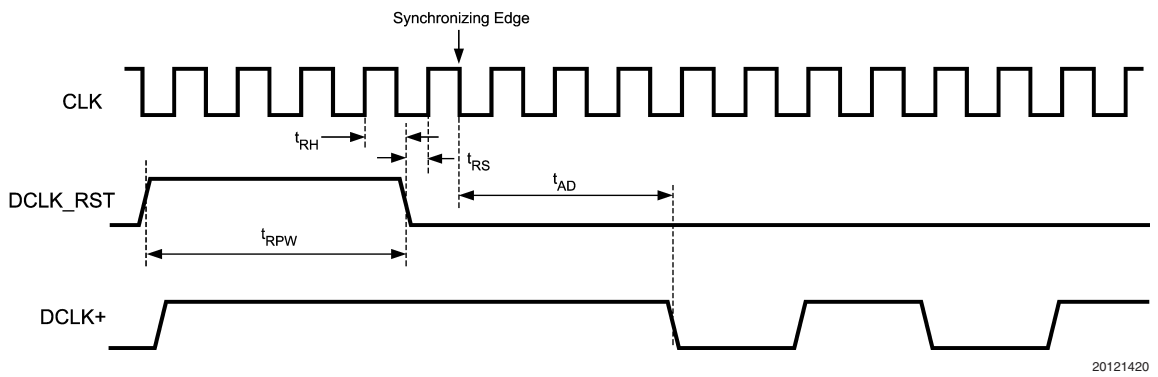 Synchronizing Edge
CLK
tRH
tRS
tAD
DCLK_RST
tRPW
DCLK+
20121420